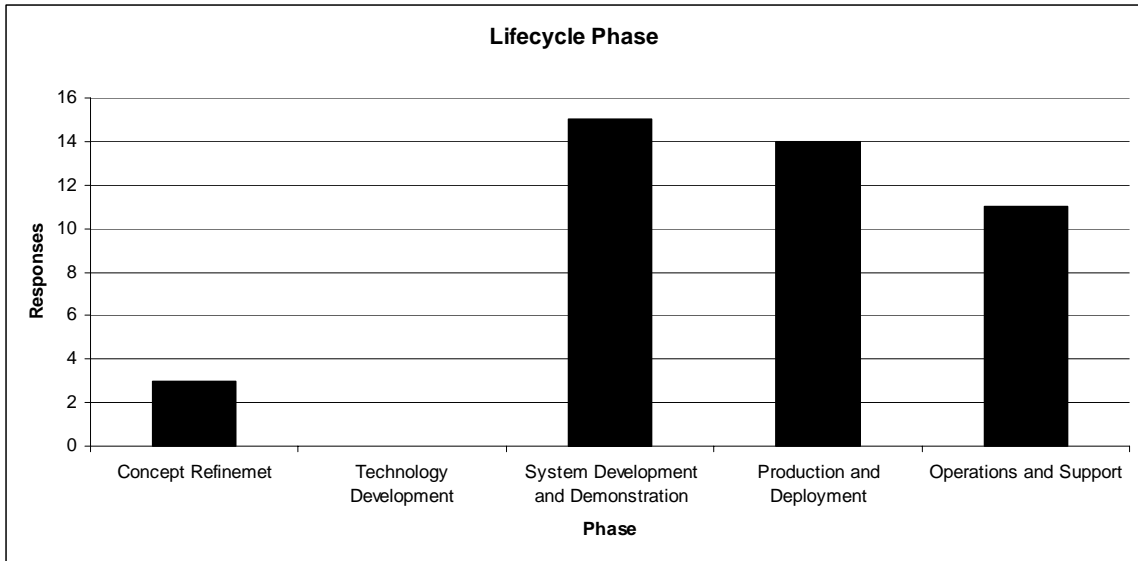 Lifecycle Phase
16
14
12
10
8
6
4
2
0
Responses
Concept Refinemet
Technology
Development
System Development
and Demonstration
Production and
Deployment
Operations and Support
Phase